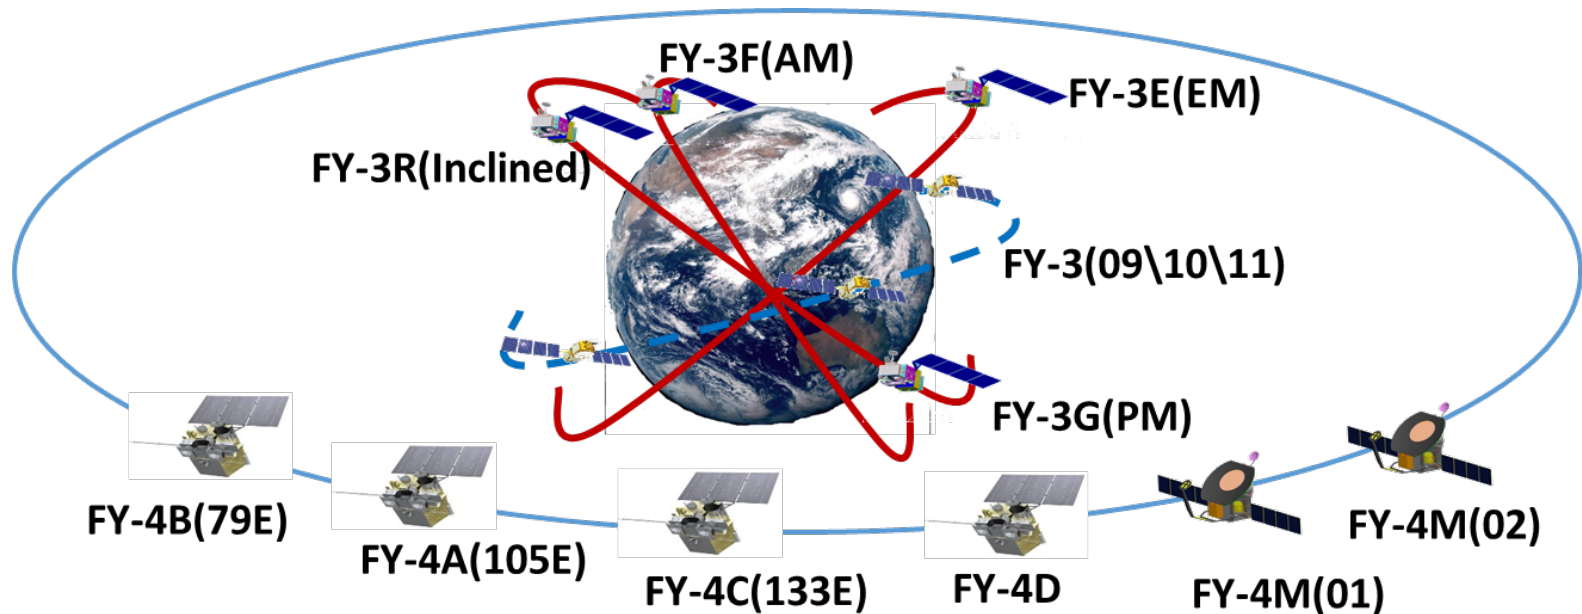 FY-3F(AM)
FY-3E(EM)
FY-3R(Inclined)
FY-3(09\10\11)
FY-3G(PM)
FY-4B(79E)
FY-4A(105E)
FY-4C(133E)
FY-4D
FY-4M(01)
FY-4M(02)